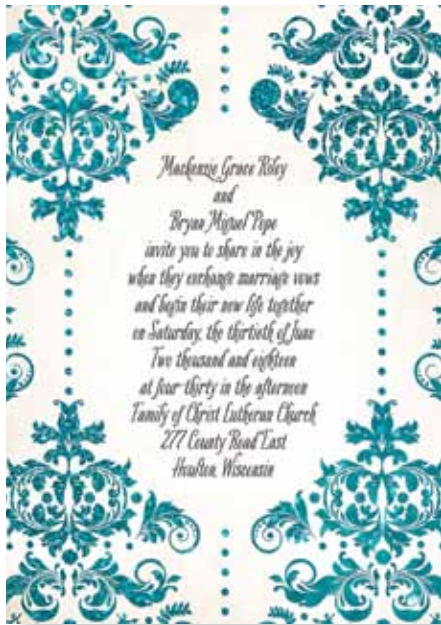 Mackenzie Grace Riley
and
Bryan Miguel Pope
invite you to share in the joy
when they exchange marriage vows
and begin their new life together
on Saturday, the thirtieth of June
Two thousand and eighteen
at four-thirty in the afternoon
Family of Christ Lutheran Church
277 County Road East
Houlton, Wisconsin